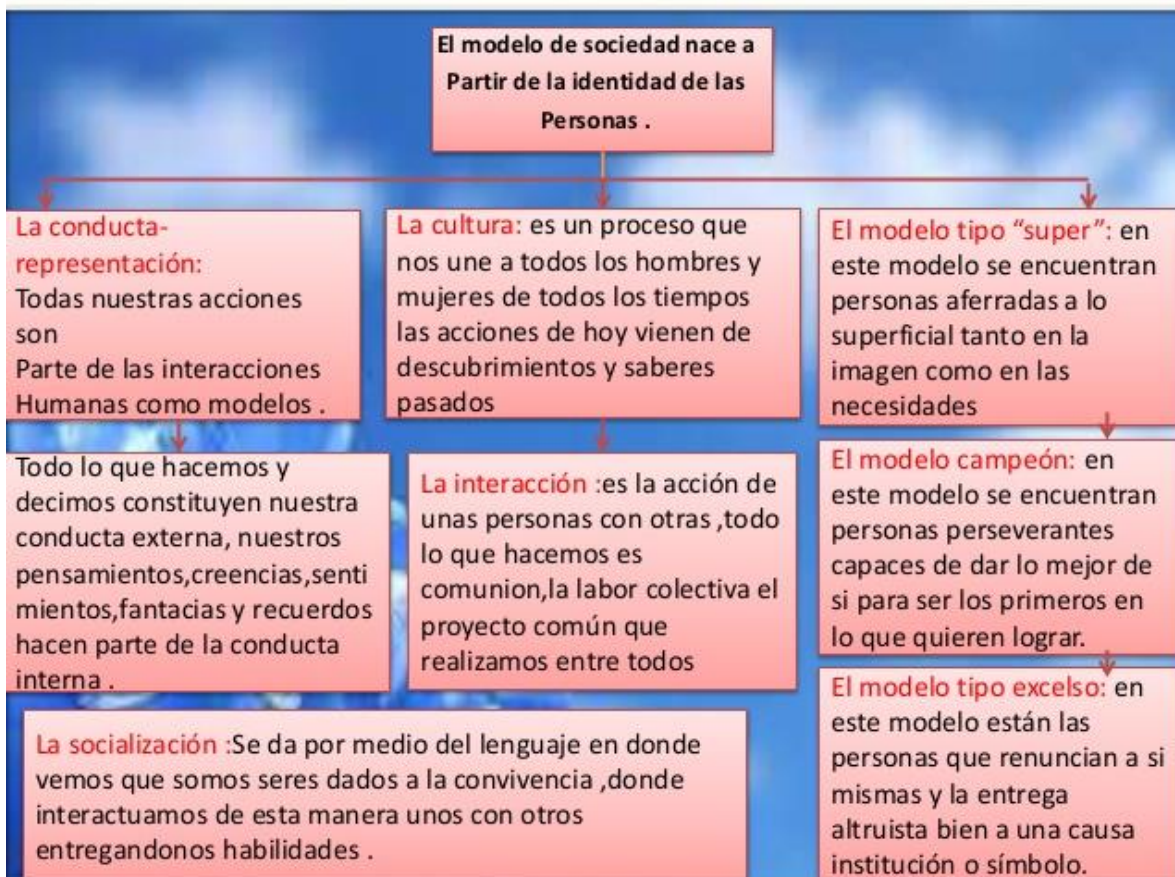 El modelo de sociedad nace a
Partir de la identidad de las
Personas .
La conducta-
representación:
Todas nuestras acciones
son
Parte de las interacciones
Humanas como modelos .
Todo lo que hacemos y
decimos constituyen nuestra
conducta externa, nuestros
pensamientos,creencias,senti
mientos,fantacias y recuerdos
hacen parte de la conducta
interna .
La cultura: es un proceso que
nos une a todos los hombres y
mujeres de todos los tiempos
las acciones de hoy vienen de
descubrimientos y saberes
pasados
La interacción :es la acción de
unas personas con otras ,todo
lo que hacemos es
comunion,la labor colectiva el
proyecto común que
realizamos entre todos
La socialización :Se da por medio del lenguaje en donde
vemos que somos seres dados a la convivencia ,donde
interactuamos de esta manera unos con otros
entregandonos habilidades .
El modelo tipo “super”: en
este modelo se encuentran
personas aferradas a lo
superficial tanto en la
imagen como en las
necesidades
El modelo campeón: en
este modelo se encuentran
personas perseverantes
capaces de dar lo mejor de
si para ser los primeros en
lo que quieren lograr.
El modelo tipo excelso: en
este modelo están las
personas que renuncian a si
mismas y la entrega
altruista bien a una causa
institución o símbolo.